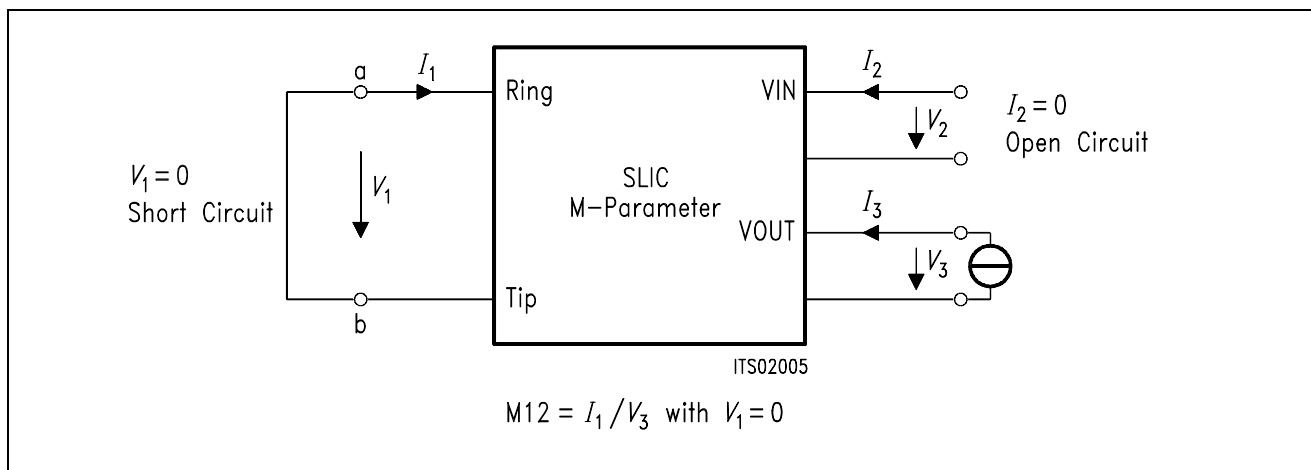 a
I1
Ring
VIN
I2
V2
I2 = 0
Open Circuit
V1 = 0
Short Circuit
V1
SLIC
M-Parameter
VOUT
I3
V3
Tip
b
ITS02005
M12 = I1 / V3 with V1 = 0